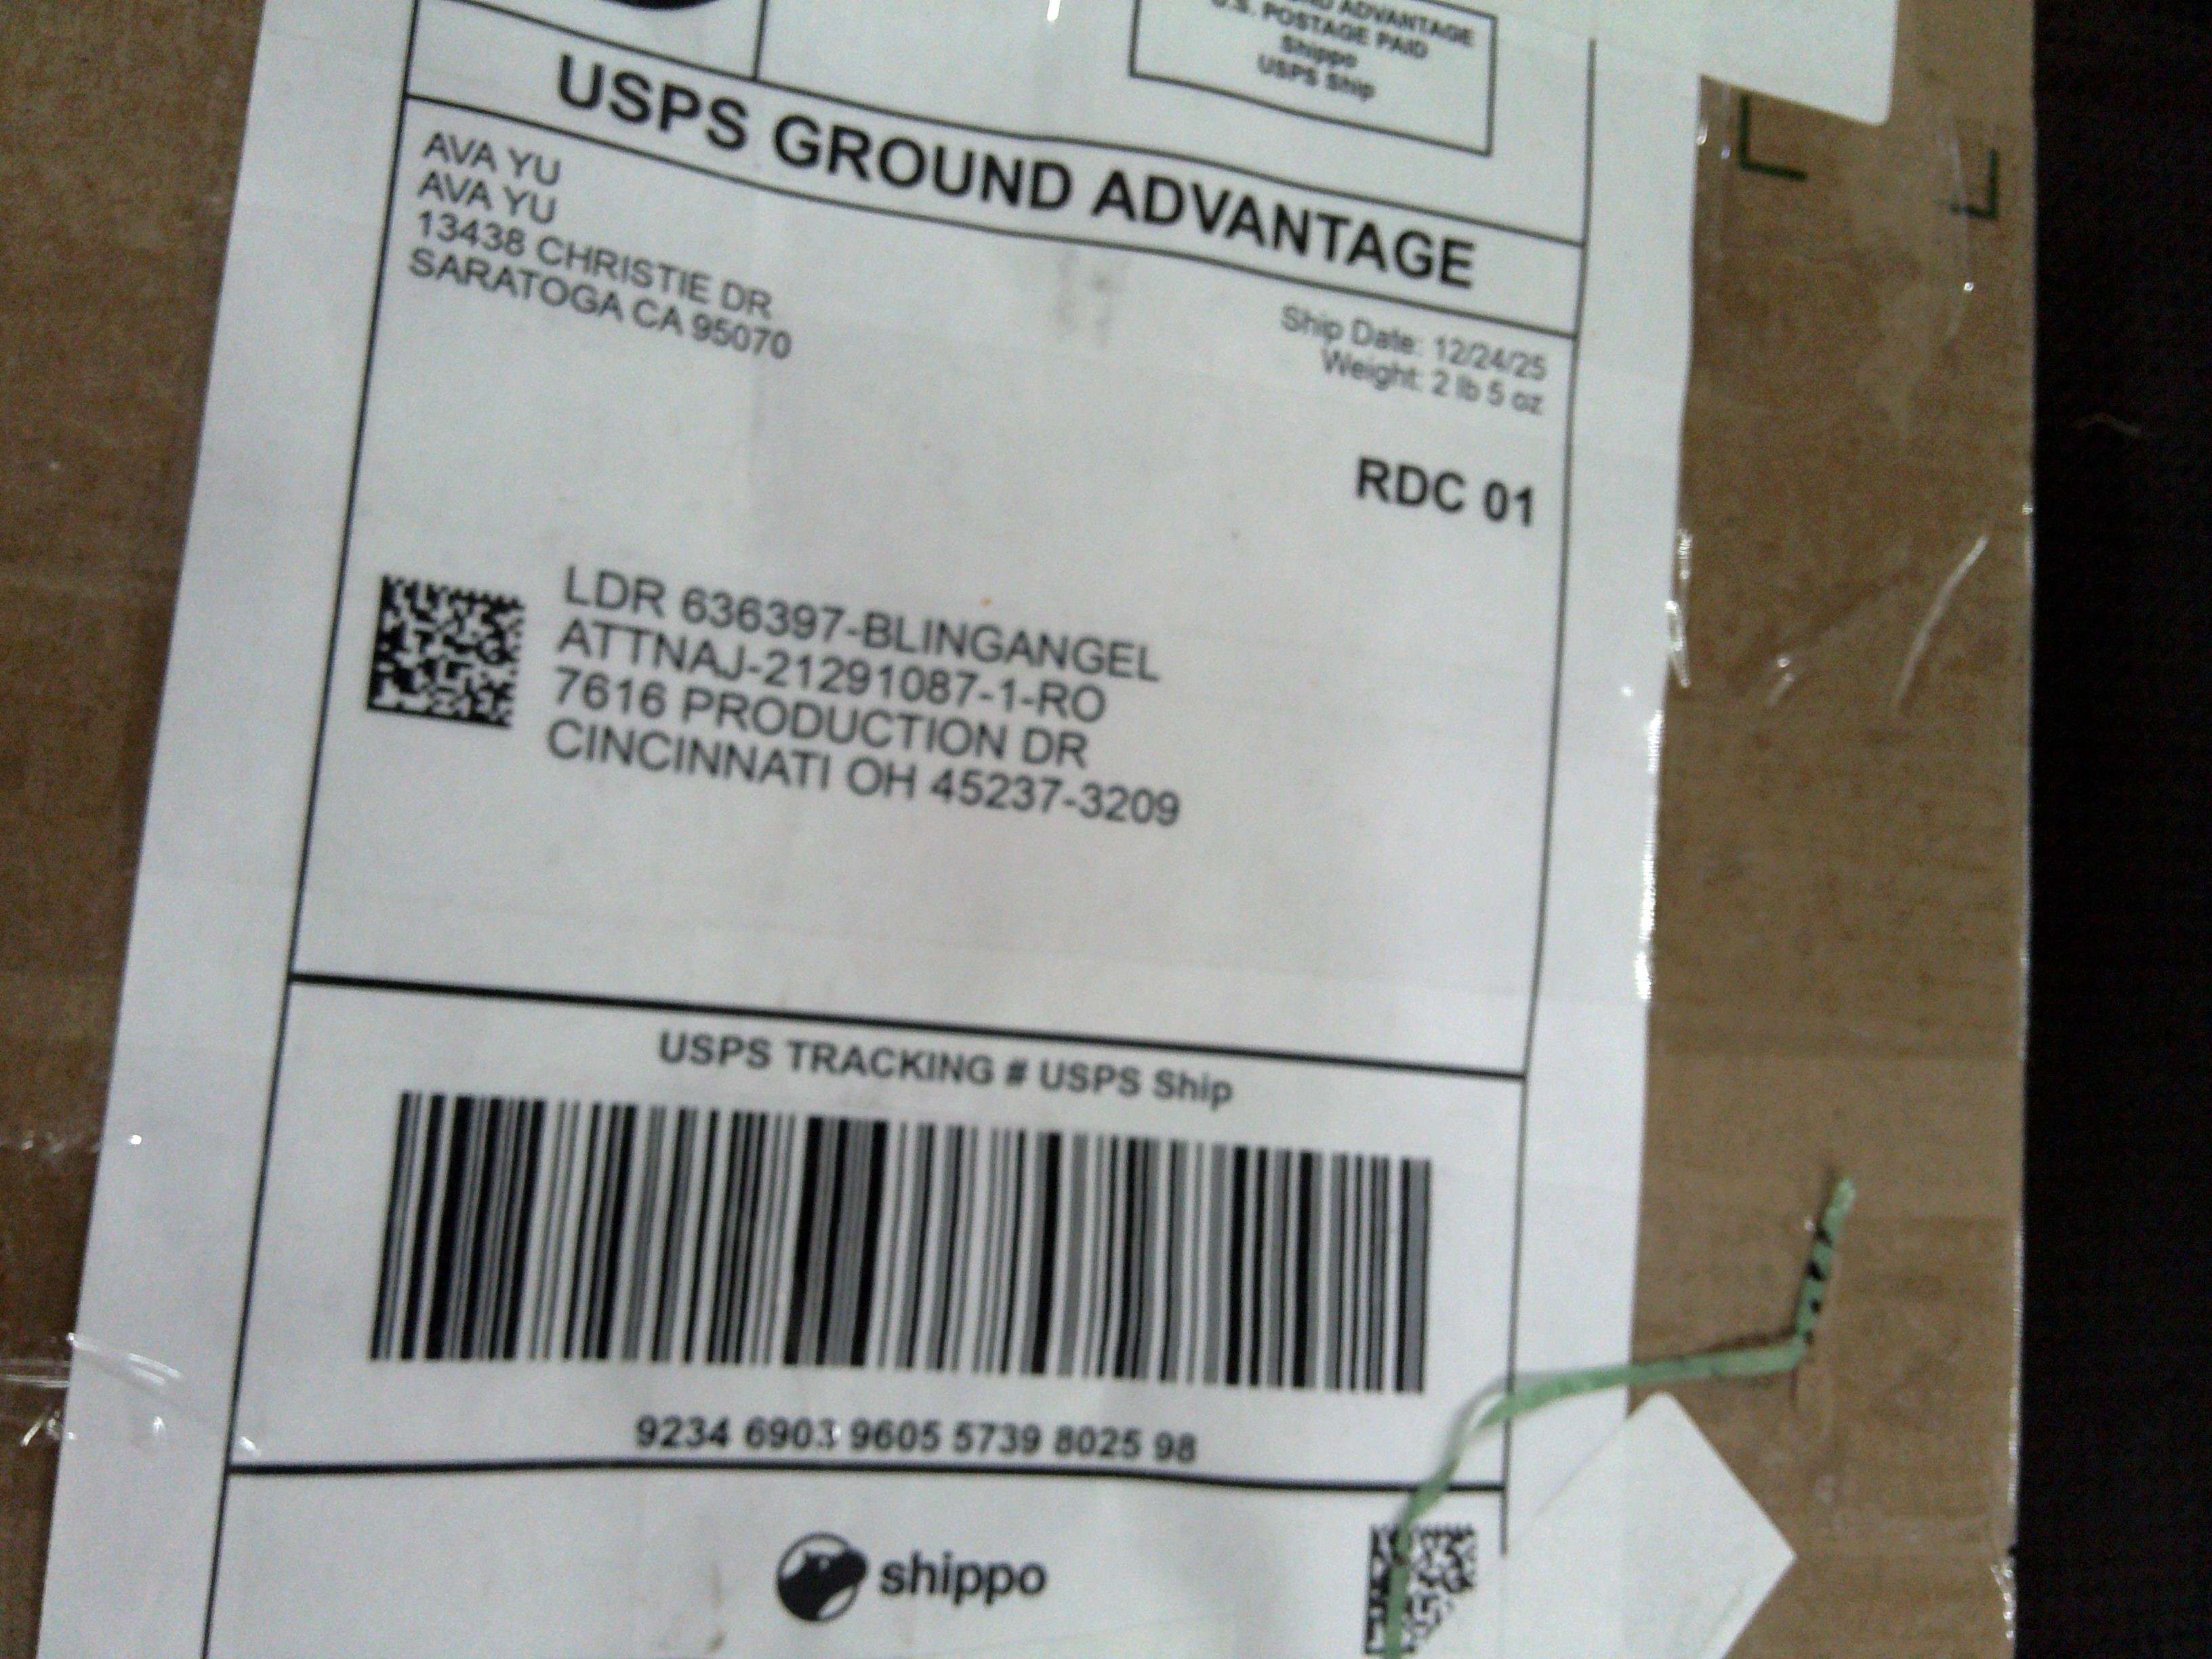 ADVANTAGE
U.S. POSTAGE PAID
Shippo
USPS Ship
USPS GROUND ADVANTAGE
AVA YU
AVA YU
13438 CHRISTIE DR
SARATOGA CA 95070
Ship Date: 12/24/25
Weight: 2 lb 5 oz
RDC 01
LDR 636397-BLINGANGEL
ATTNAJ-21291087-1-RO
7616 PRODUCTION DR
CINCINNATI OH 45237-3209
USPS TRACKING # USPS Ship
9234 6903 9605 5739 8025 98
shippo